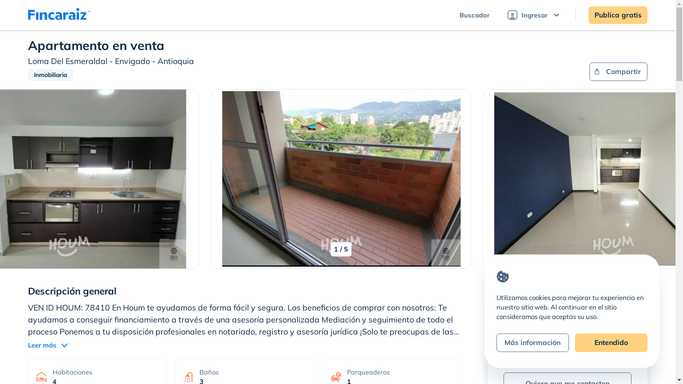 Fincaraiz
Buscador
Ingresar
Publica gratis
Apartamento en venta
Loma Del Esmeraldal - Envigado - Antioquia
Inmobiliaria
Compartir
HOUM
HOUM
HOUM
1 / 5
Descripción general
VEN ID HOUM: 78410 En Houm te ayudamos de forma fácil y segura. Los beneficios de comprar con nosotros: Te
ayudamos a conseguir financiamiento a través de una asesoría personalizada Mediación y seguimiento de todo el
proceso Ponemos a tu disposición profesionales en notariado, registro y asesoría jurídica ¡Solo te preocupas de las...
Leer más
Habitaciones
4
Baños
3
Parqueaderos
1
Utilizamos cookies para mejorar tu experiencia en
nuestro sitio web. Al continuar en el sitio
consideramos que aceptas su uso.
Más información
Entendido
Quiero que me contacten